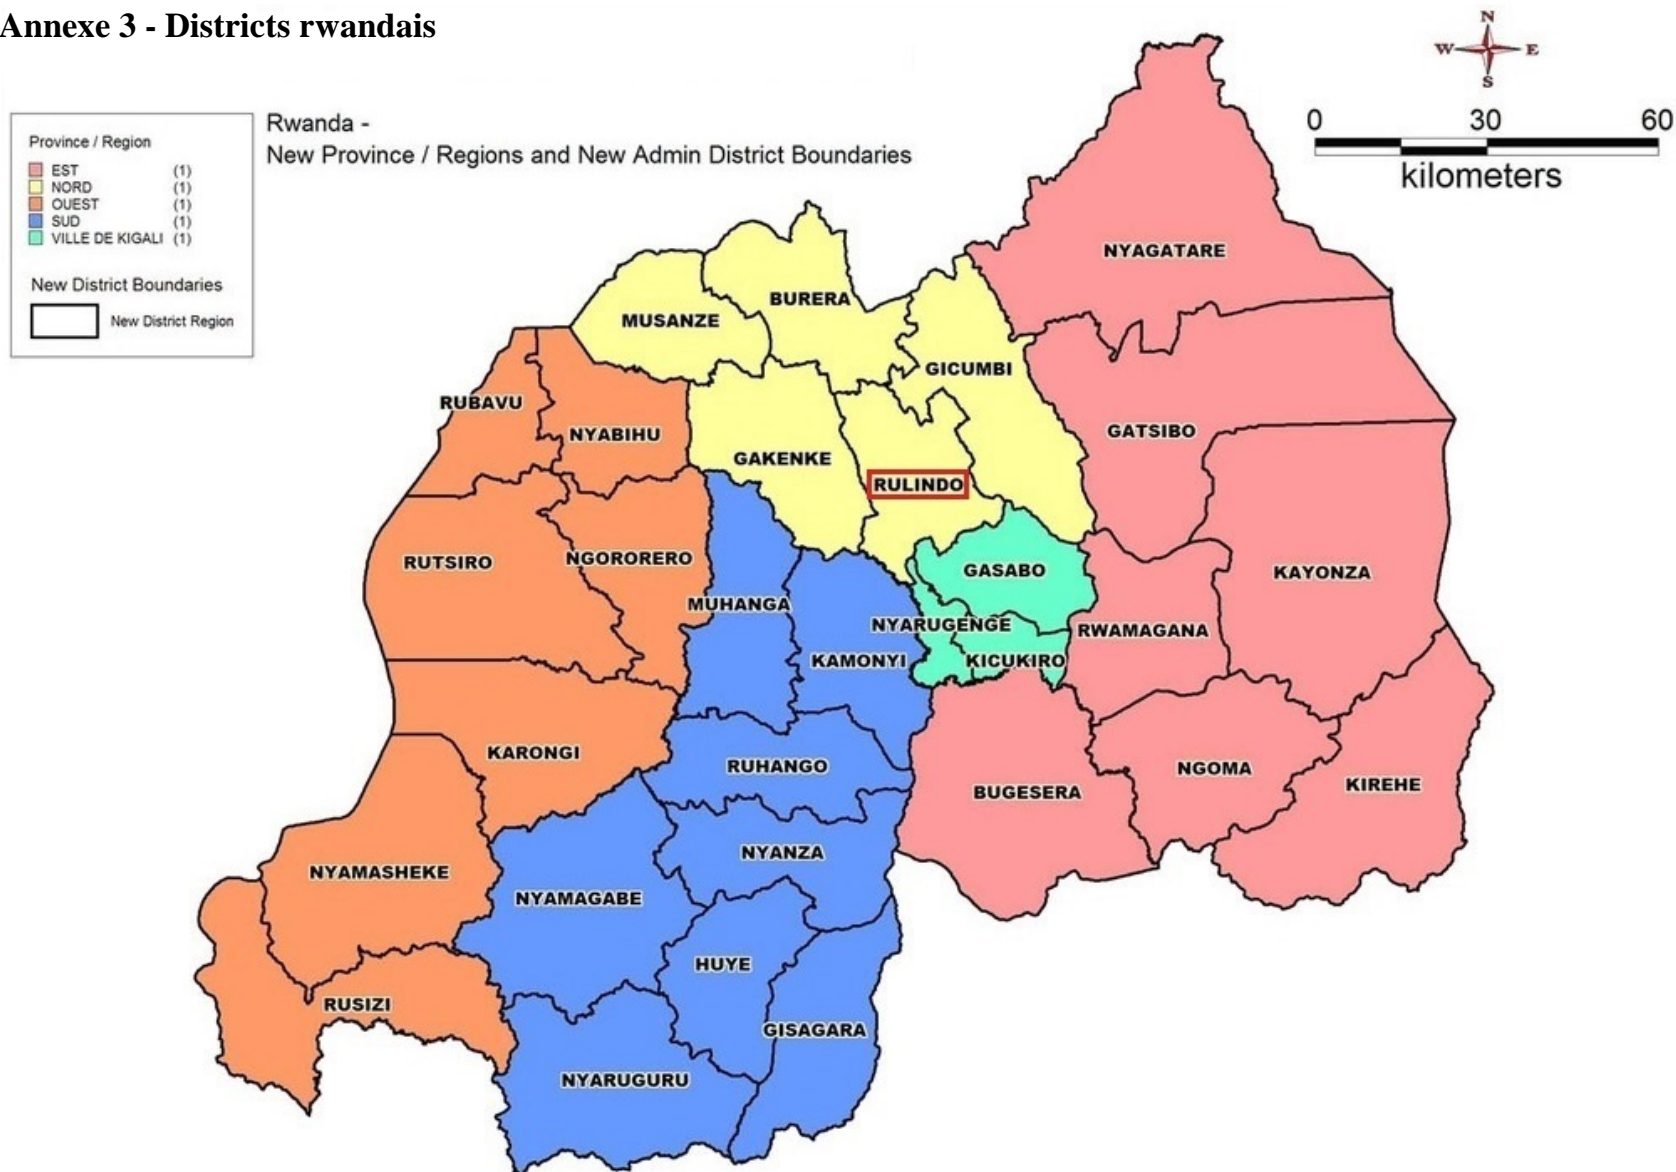 Annexe 3 - Districts rwandais
N
W E
S
0 30 60
kilometers
Rwanda -
New Province / Regions and New Admin District Boundaries
Province / Region
EST (1)
NORD (1)
OUEST (1)
SUD (1)
VILLE DE KIGALI (1)
New District Boundaries
New District Region
NYAGATARE
BURERA
MUSANZE
GICUMBI
RUBAVU
NYABIHU
GATSIBO
GAKENKE
RULINDO
RUTSIRO
NGORORERO
GASABO
KAYONZA
MUHANGA
NYARUGENGE
RWAMAGANA
KAMONYI
KICUKIRO
KARONGI
RUHANGO
NGOMA
KIREHE
BUGESERA
NYANZA
NYAMASHEKE
NYAMAGABE
HUYE
RUSIZI
GISAGARA
NYARUGURU